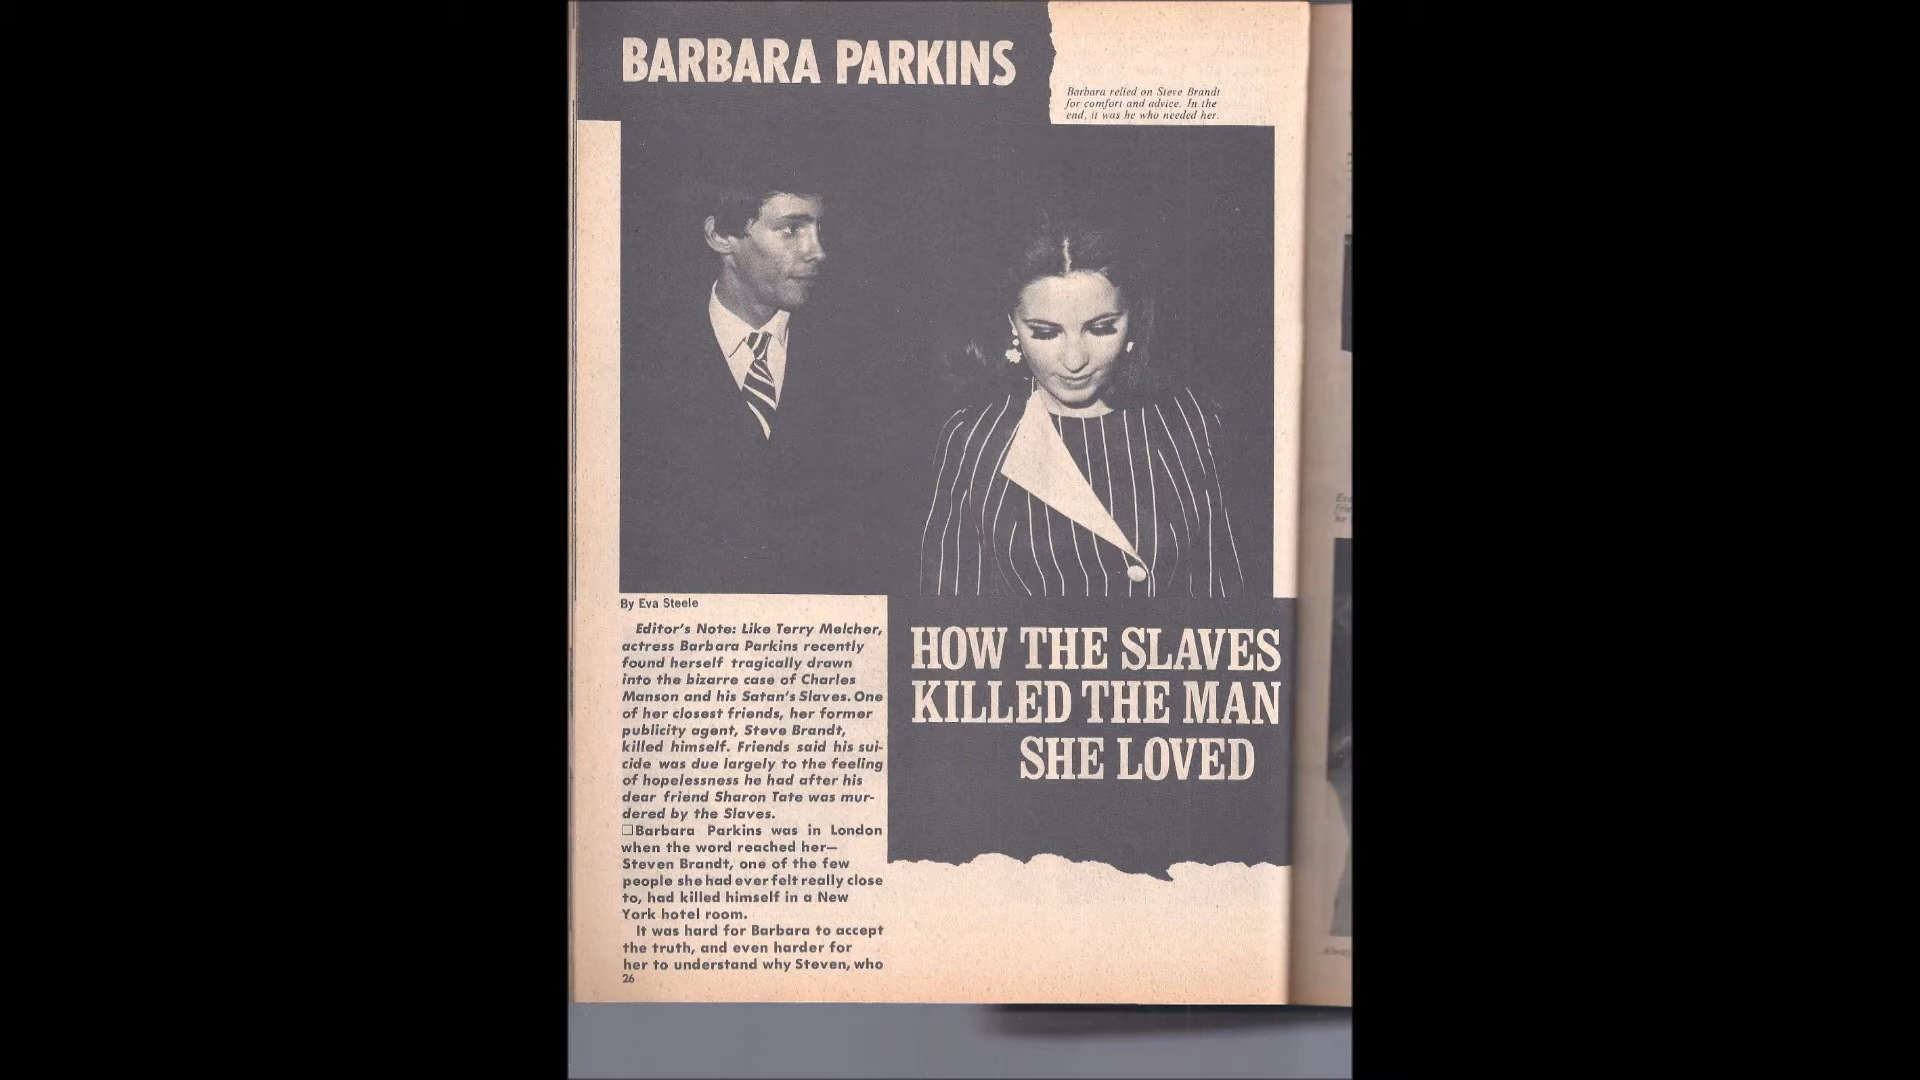 BARBARA PARKINS
Barbara relied on Steve Brandt
for comfort and advice. In the
end, it was he who needed her.
By Eva Steele
Editor's Note: Like Terry Melcher,
actress Barbara Parkins recently
found herself tragically drawn
into the bizarre case of Charles
Manson and his Satan's Slaves. One
of her closest friends, her former
publicity agent, Steve Brandt,
killed himself. Friends said his sui-
cide was due largely to the feeling
of hopelessness he had after his
dear friend Sharon Tate was mur-
dered by the Slaves.
□Barbara Parkins was in London
when the word reached her—
Steven Brandt, one of the few
people she had ever felt really close
to, had killed himself in a New
York hotel room.
It was hard for Barbara to accept
the truth, and even harder for
her to understand why Steven, who
26
HOW THE SLAVES
KILLED THE MAN
SHE LOVED